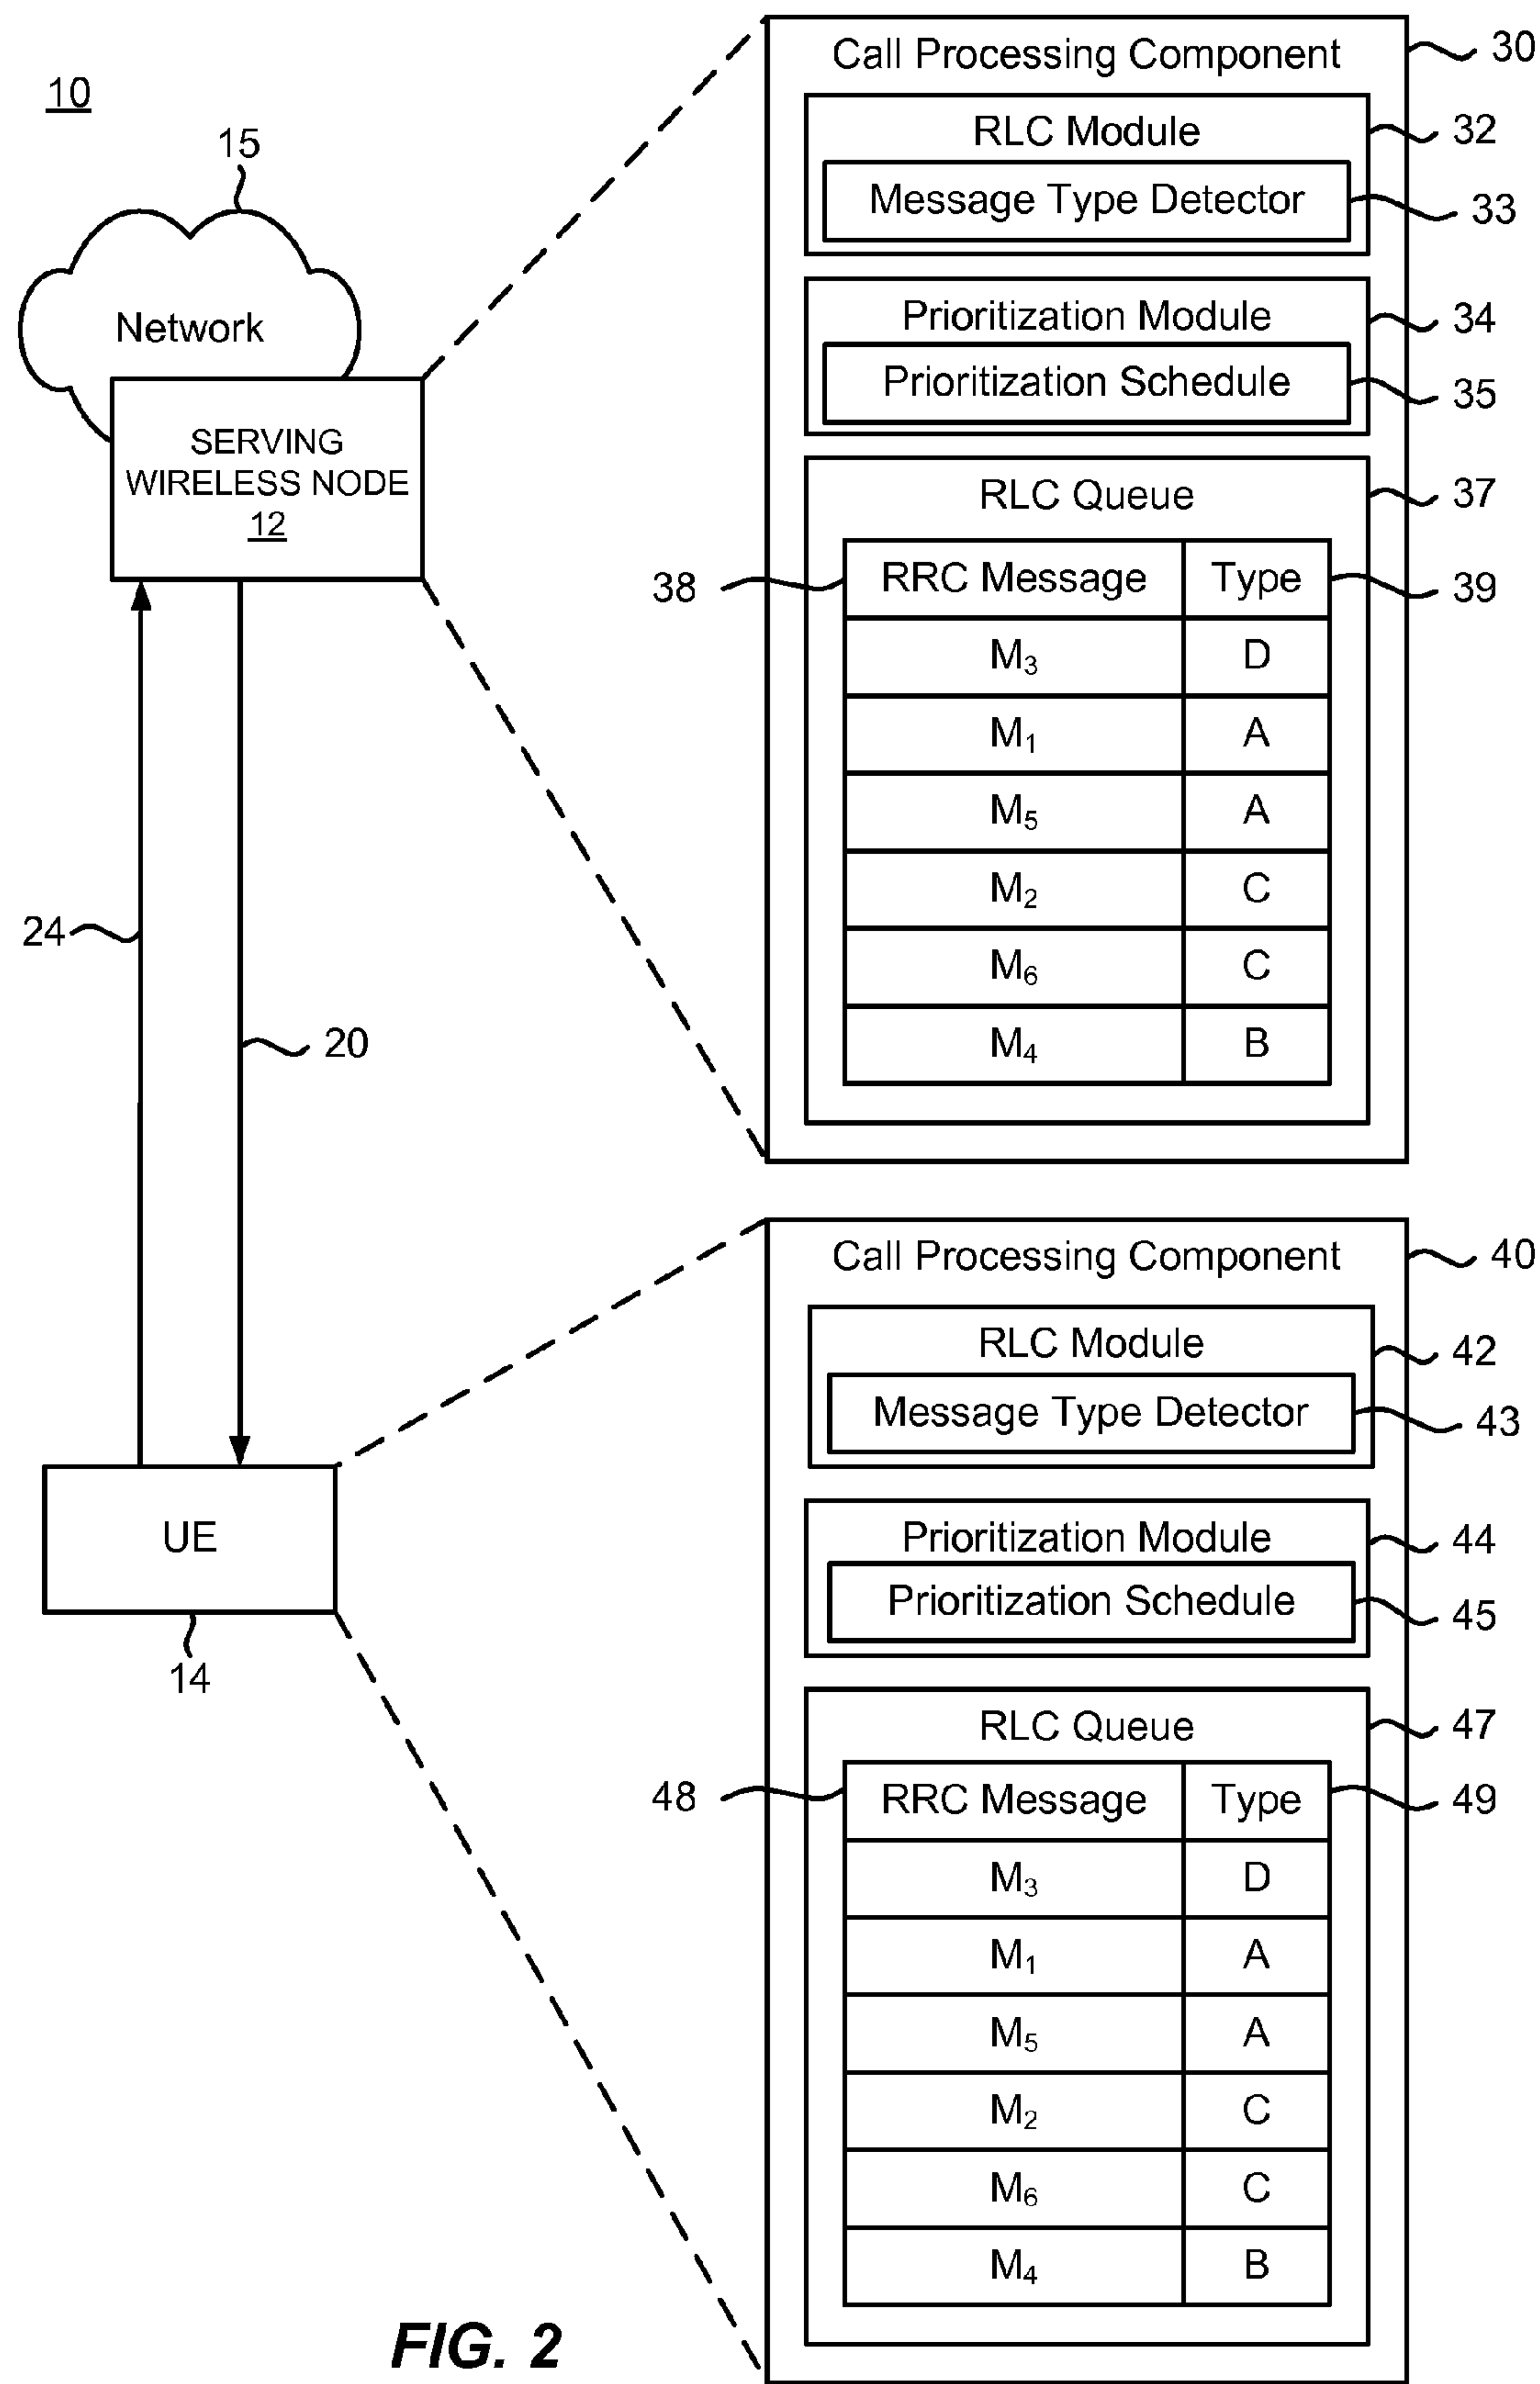 10
15
Network
SERVING
WIRELESS NODE
12
24
20
UE
14
Call Processing Component
30
RLC Module
32
Message Type Detector
33
Prioritization Module
34
Prioritization Schedule
35
RLC Queue
37
38
RRC Message Type
39
M₃ D
M₁ A
M₅ A
M₂ C
M₆ C
M₄ B
Call Processing Component
40
RLC Module
42
Message Type Detector
43
Prioritization Module
44
Prioritization Schedule
45
RLC Queue
47
48
RRC Message Type
49
M₃ D
M₁ A
M₅ A
M₂ C
M₆ C
M₄ B
FIG. 2